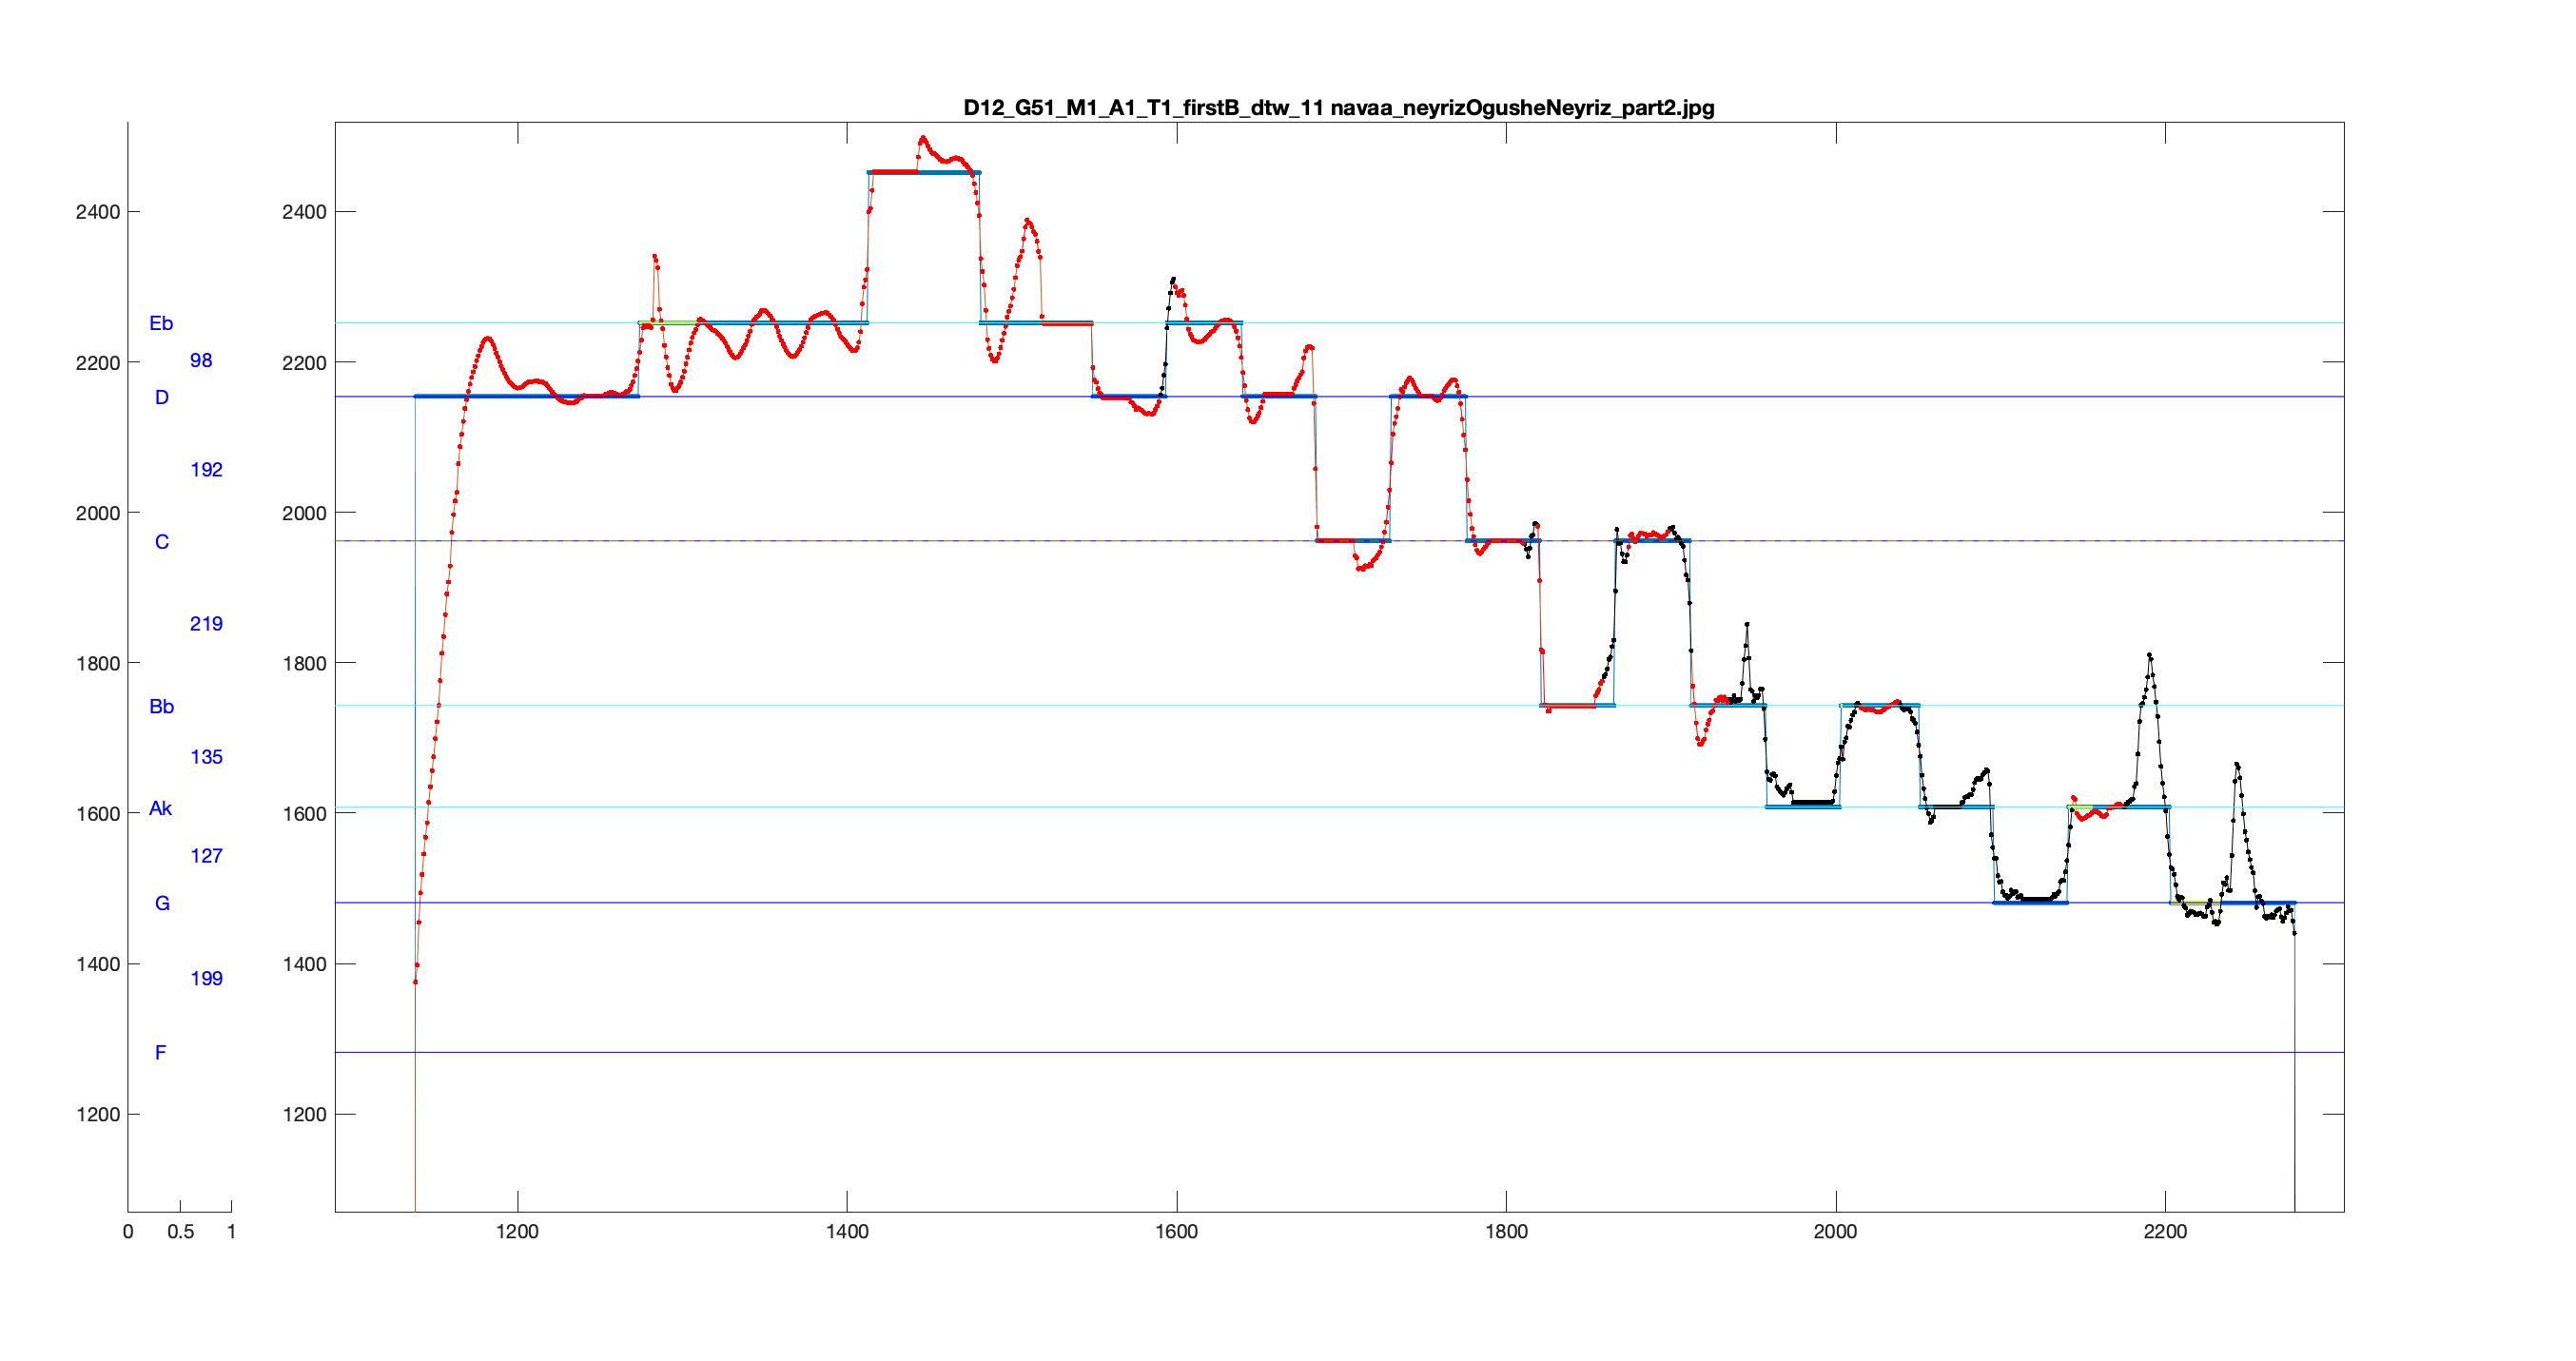 D12_G51_M1_A1_T1_firstB_dtw_11 navaa_neyrizOgusheNeyriz_part2.jpg
2400 2400
Eb
98
2200 2200
D
192
2000 2000
C
219
1800 1800
Bb
135
1600 Ak 1600
127
G
1400 199 1400
F
1200 1200
0 0.5 1 1200 1400 1600 1800 2000 2200